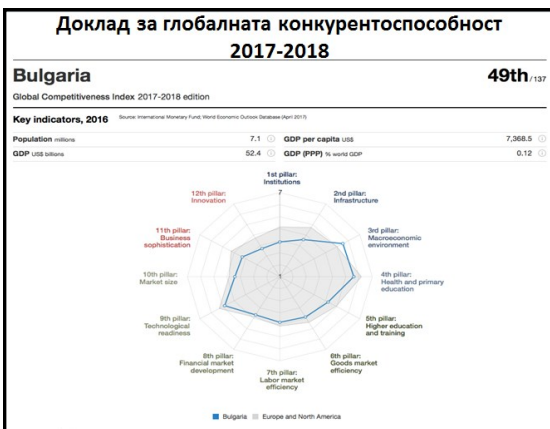 Доклад за глобалната конкурентоспособност
2017-2018
Bulgaria
49th / 137
Global Competitiveness Index 2017-2018 edition
Key indicators, 2016
Source: International Monetary Fund; World Economic Outlook Database (April 2017)
Population millions 7.1
GDP per capita US$ 7,368.5
GDP US$ billions 52.4
GDP (PPP) % world GDP 0.12
1st pillar:
Institutions
7
2nd pillar:
Infrastructure
3rd pillar:
Macroeconomic
environment
4th pillar:
Health and primary
education
5th pillar:
Higher education
and training
6th pillar:
Goods market
efficiency
7th pillar:
Labor market
efficiency
8th pillar:
Financial market
development
9th pillar:
Technological
readiness
10th pillar:
Market size
11th pillar:
Business
sophistication
12th pillar:
Innovation
1
Bulgaria
Europe and North America